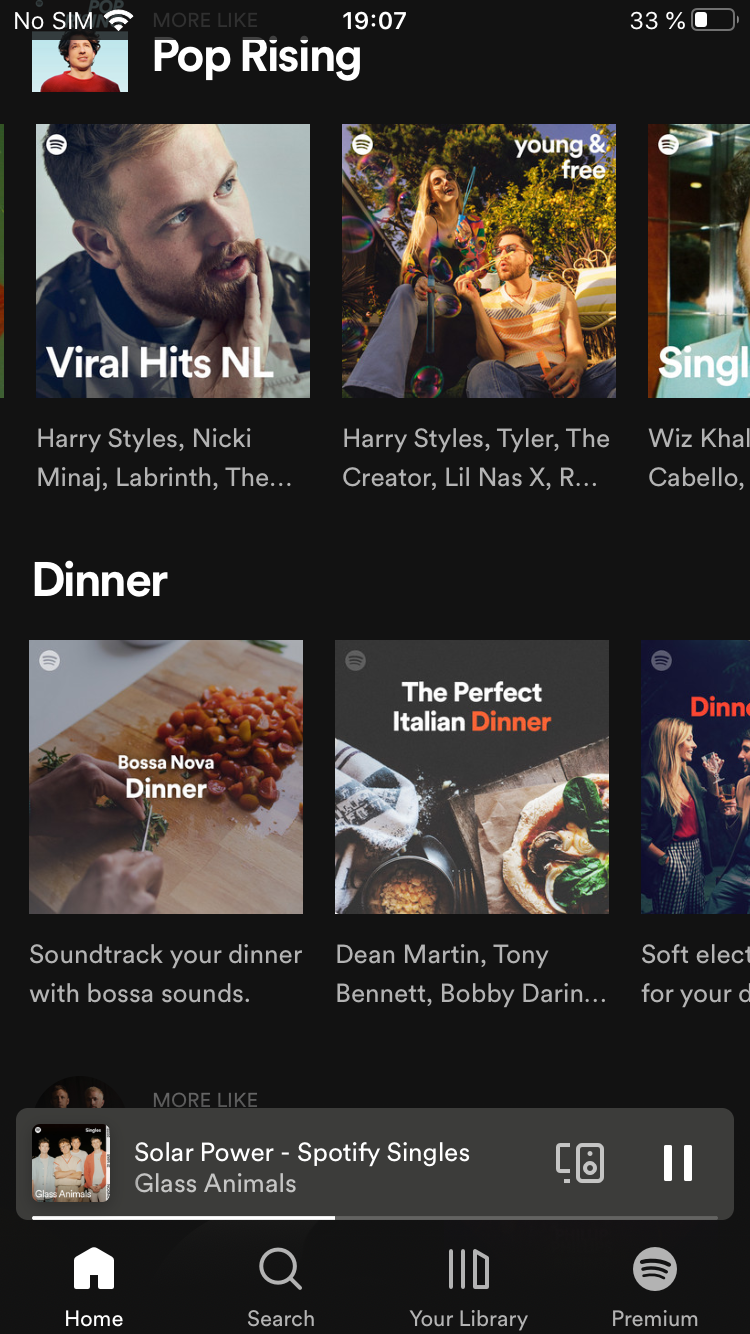 No SIM
19:07
33 %
MORE LIKE
Pop Rising
Viral Hits NL
young &
free
Singl
Harry Styles, Nicki
Minaj, Labrinth, The...
Harry Styles, Tyler, The
Creator, Lil Nas X, R...
Wiz Khal
Cabello,
Dinner
Bossa Nova
Dinner
The Perfect
Italian Dinner
Dinne
Soundtrack your dinner
with bossa sounds.
Dean Martin, Tony
Bennett, Bobby Darin...
Soft elect
for your d
MORE LIKE
Singles
Glass Animals
Solar Power - Spotify Singles
Glass Animals
Home
Search
Your Library
Premium